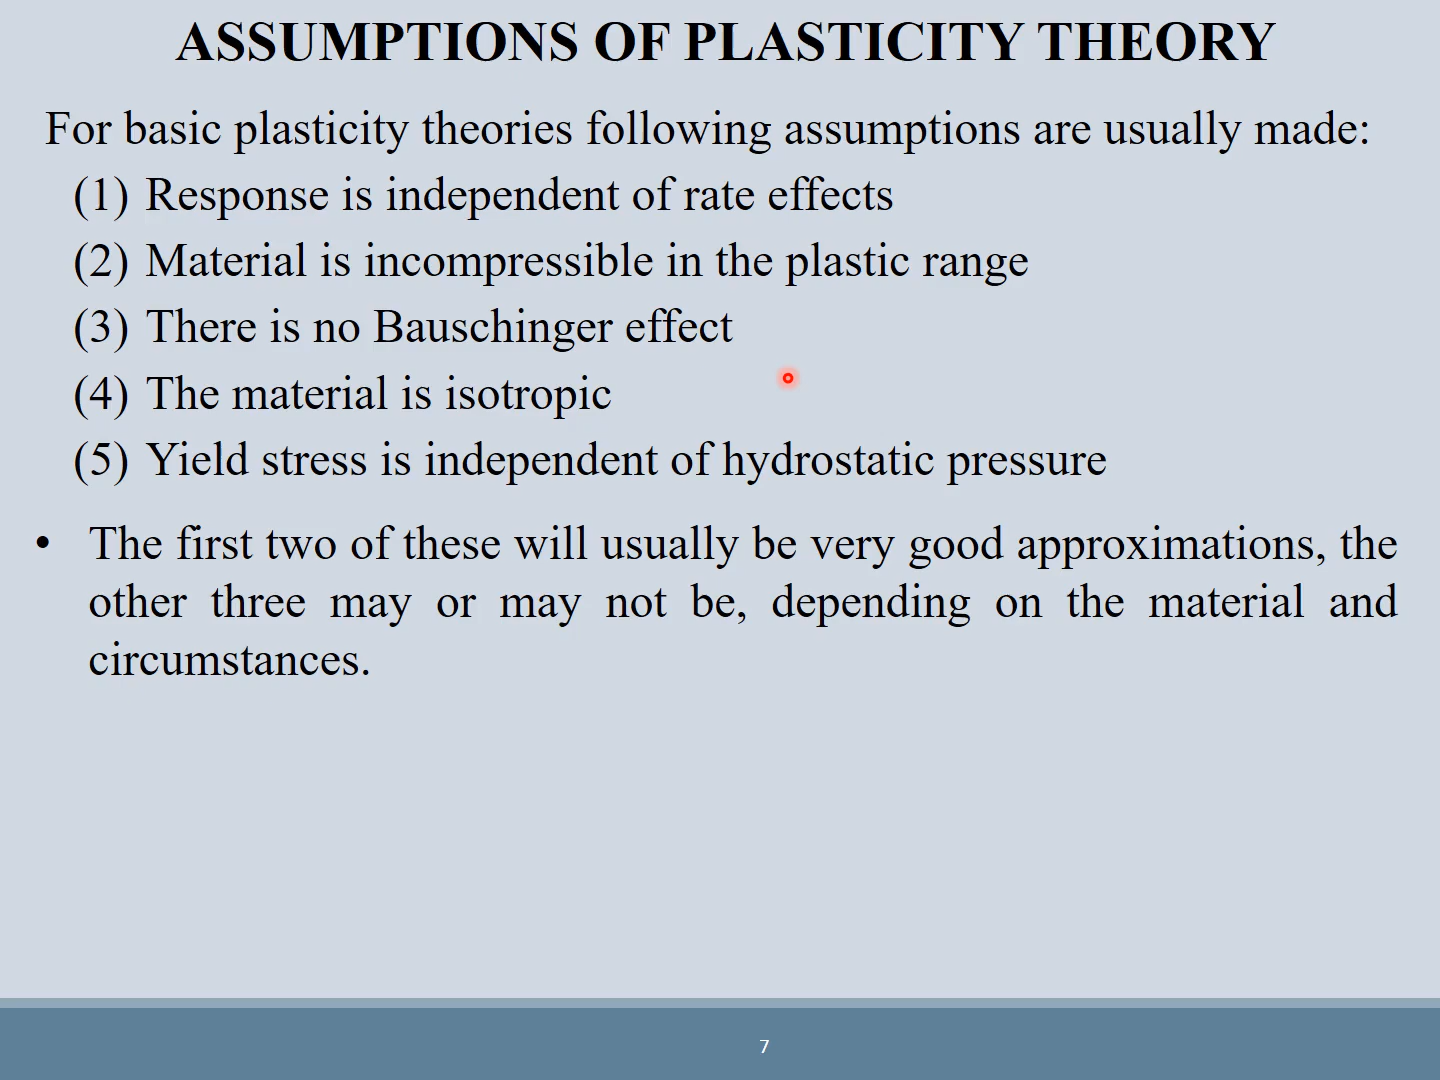 ASSUMPTIONS OF PLASTICITY THEORY
For basic plasticity theories following assumptions are usually made:
(1) Response is independent of rate effects
(2) Material is incompressible in the plastic range
(3) There is no Bauschinger effect
(4) The material is isotropic
(5) Yield stress is independent of hydrostatic pressure
• The first two of these will usually be very good approximations, the
other three may or may not be, depending on the material and
circumstances.
7